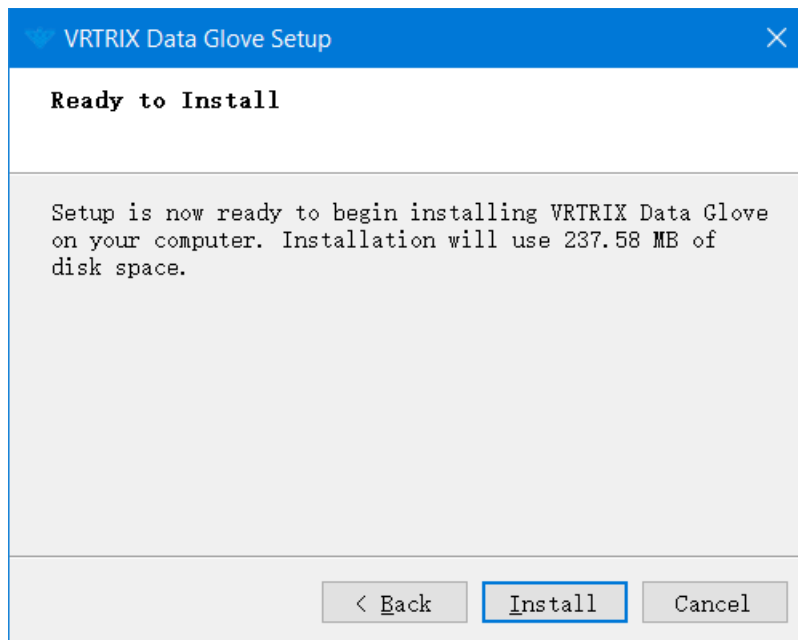 VRTRIX Data Glove Setup
Ready to Install
Setup is now ready to begin installing VRTRIX Data Glove
on your computer. Installation will use 237.58 MB of
disk space.
< Back
Install
Cancel